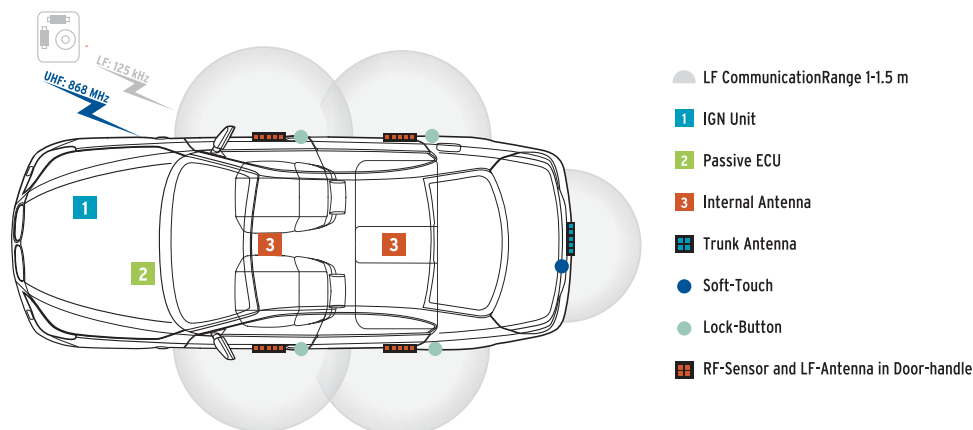 LF: 125 kHz
UHF: 868 MHz
LF CommunicationRange 1-1.5 m
1 IGN Unit
2 Passive ECU
3 Internal Antenna
Trunk Antenna
Soft-Touch
Lock-Button
RF-Sensor and LF-Antenna in Door-handle
1
3
3
2